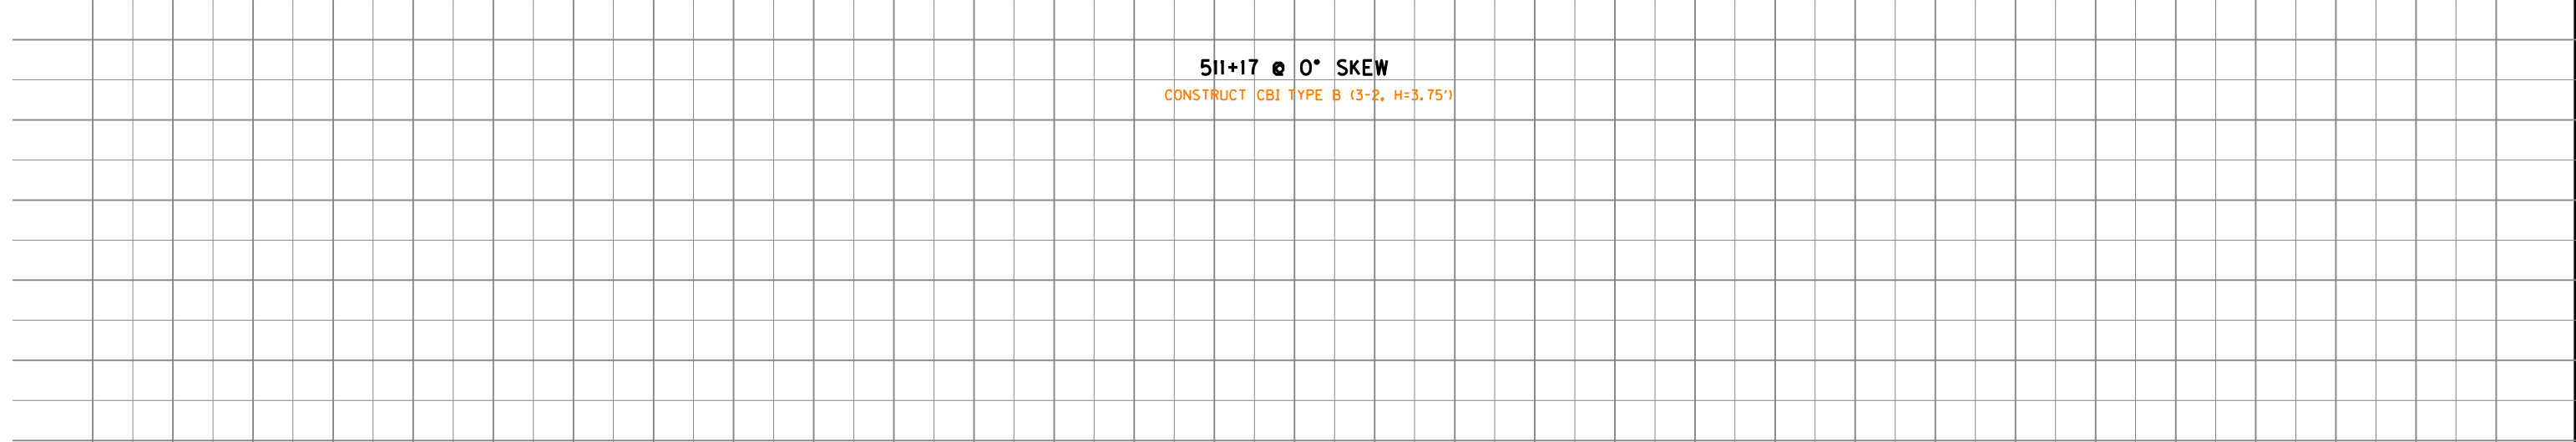 511+17 @ 0° SKEW
CONSTRUCT CBI TYPE B (3-2, H=3.75')